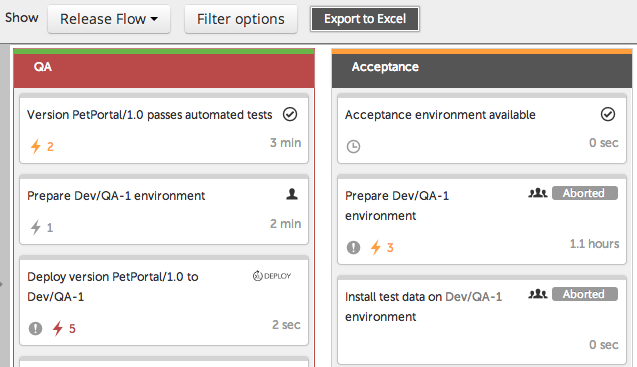 Show Release Flow Filter options Export to Excel
QA
Version PetPortal/1.0 passes automated tests
2 3 min
Prepare Dev/QA-1 environment
1 2 min
Deploy version PetPortal/1.0 to DEPLOY
Dev/QA-1
5 2 sec
Acceptance
Acceptance environment available
0 sec
Prepare Dev/QA-1 Aborted
environment
3 1.1 hours
Install test data on Dev/QA-1 Aborted
environment
0 sec